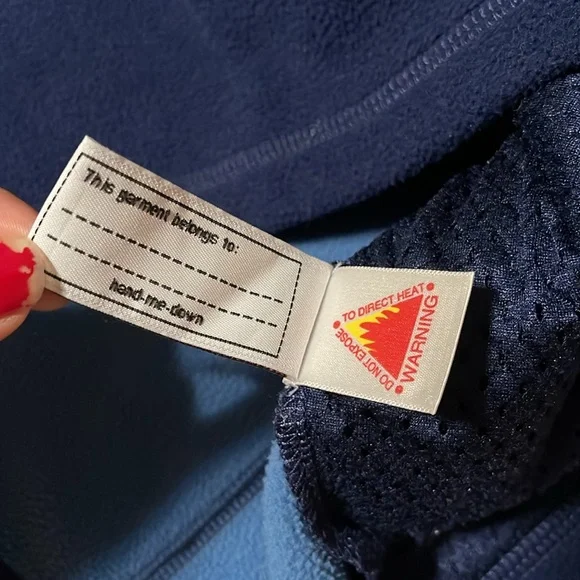 This garment belongs to:
hand-me-down
WARNING
DO NOT EXPOSE
TO DIRECT HEAT